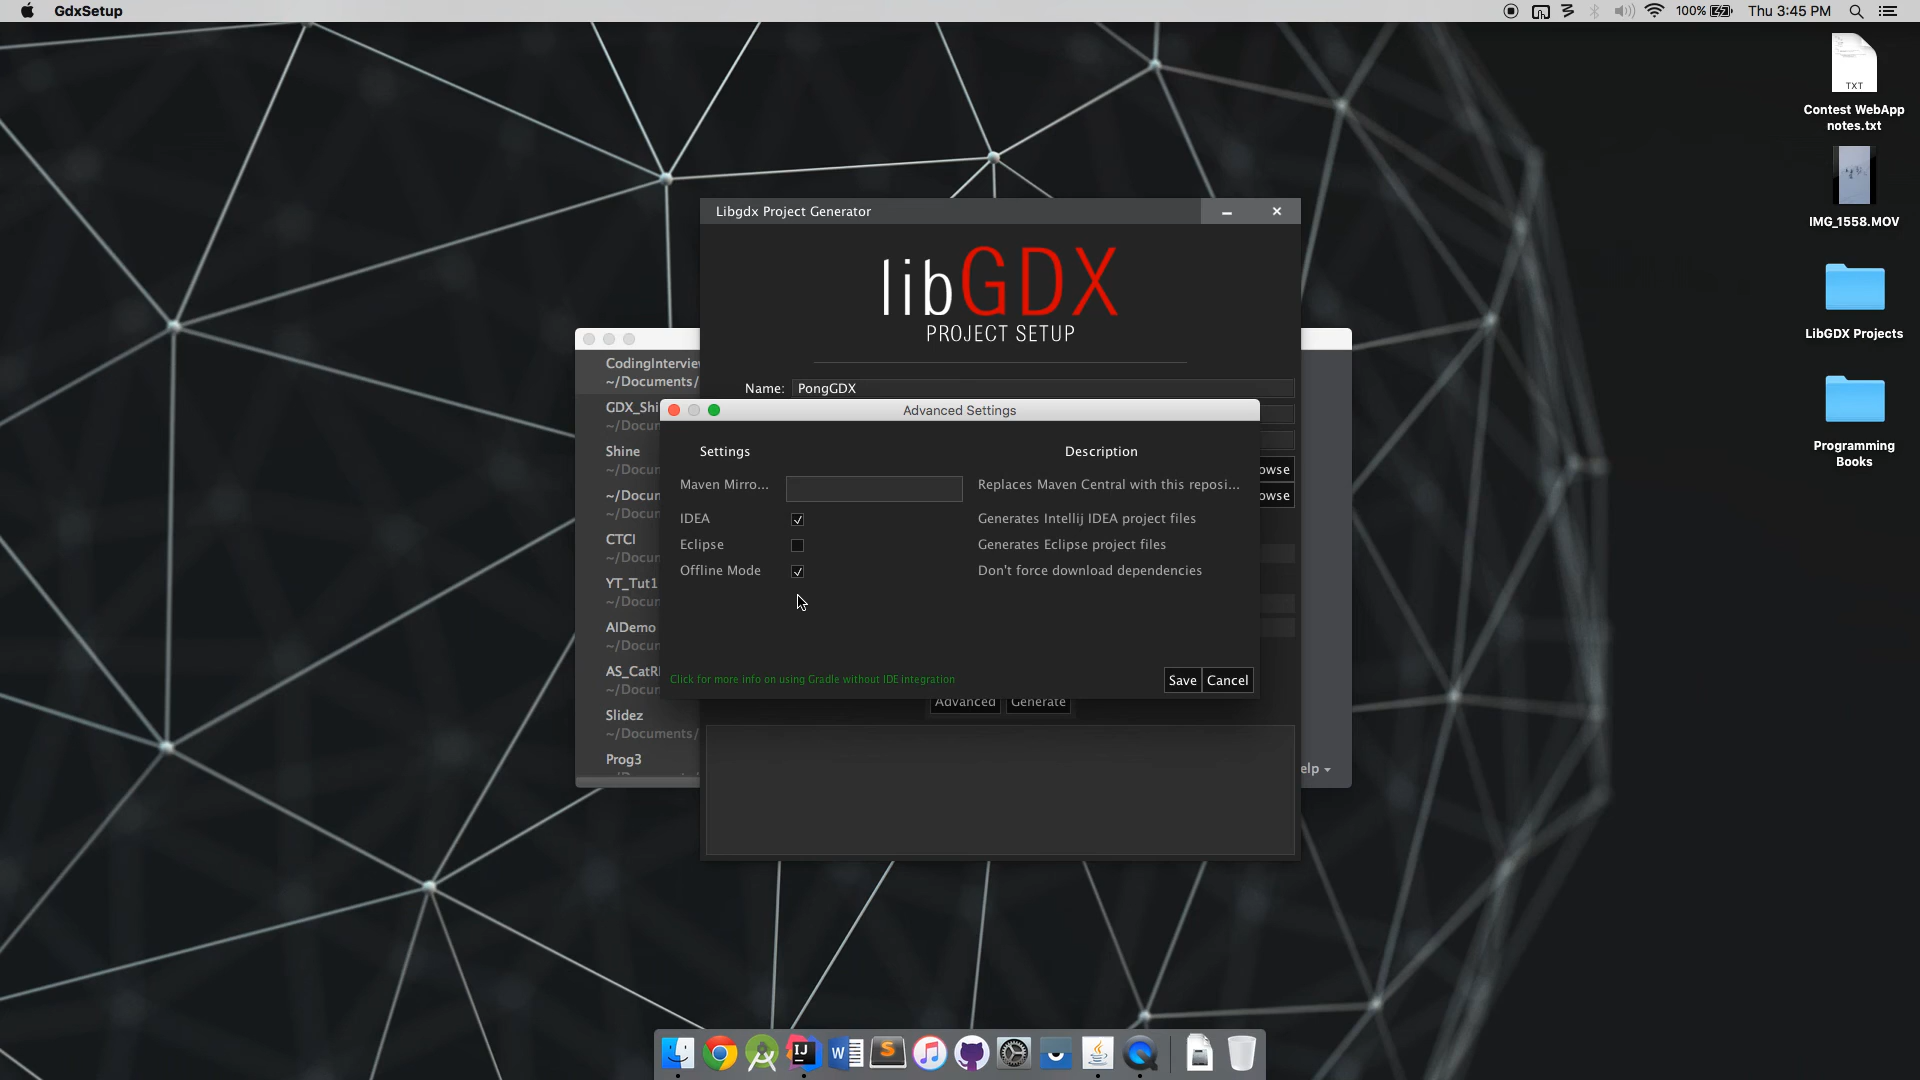 GdxSetup
100%
Thu 3:45 PM
TXT
Contest WebApp
notes.txt
IMG_1558.MOV
LibGDX Projects
Programming
Books
Libgdx Project Generator
libGDX
PROJECT SETUP
Name: PongGDX
CodingIntervie
~/Documents/
GDX_Shi
~/Docun
Shine
~/Docun
~/Docun
~/Docun
CTCI
~/Docun
YT_Tut1
~/Docun
AIDemo
~/Docun
AS_CatR
~/Docun
Slidez
~/Documents/
Prog3
owse
owse
elp
Advanced Settings
Settings
Description
Maven Mirro...
Replaces Maven Central with this reposi...
IDEA
Generates Intellij IDEA project files
Eclipse
Generates Eclipse project files
Offline Mode
Don't force download dependencies
Click for more info on using Gradle without IDE integration
Save
Cancel
Advanced
Generate
IJ
W
S